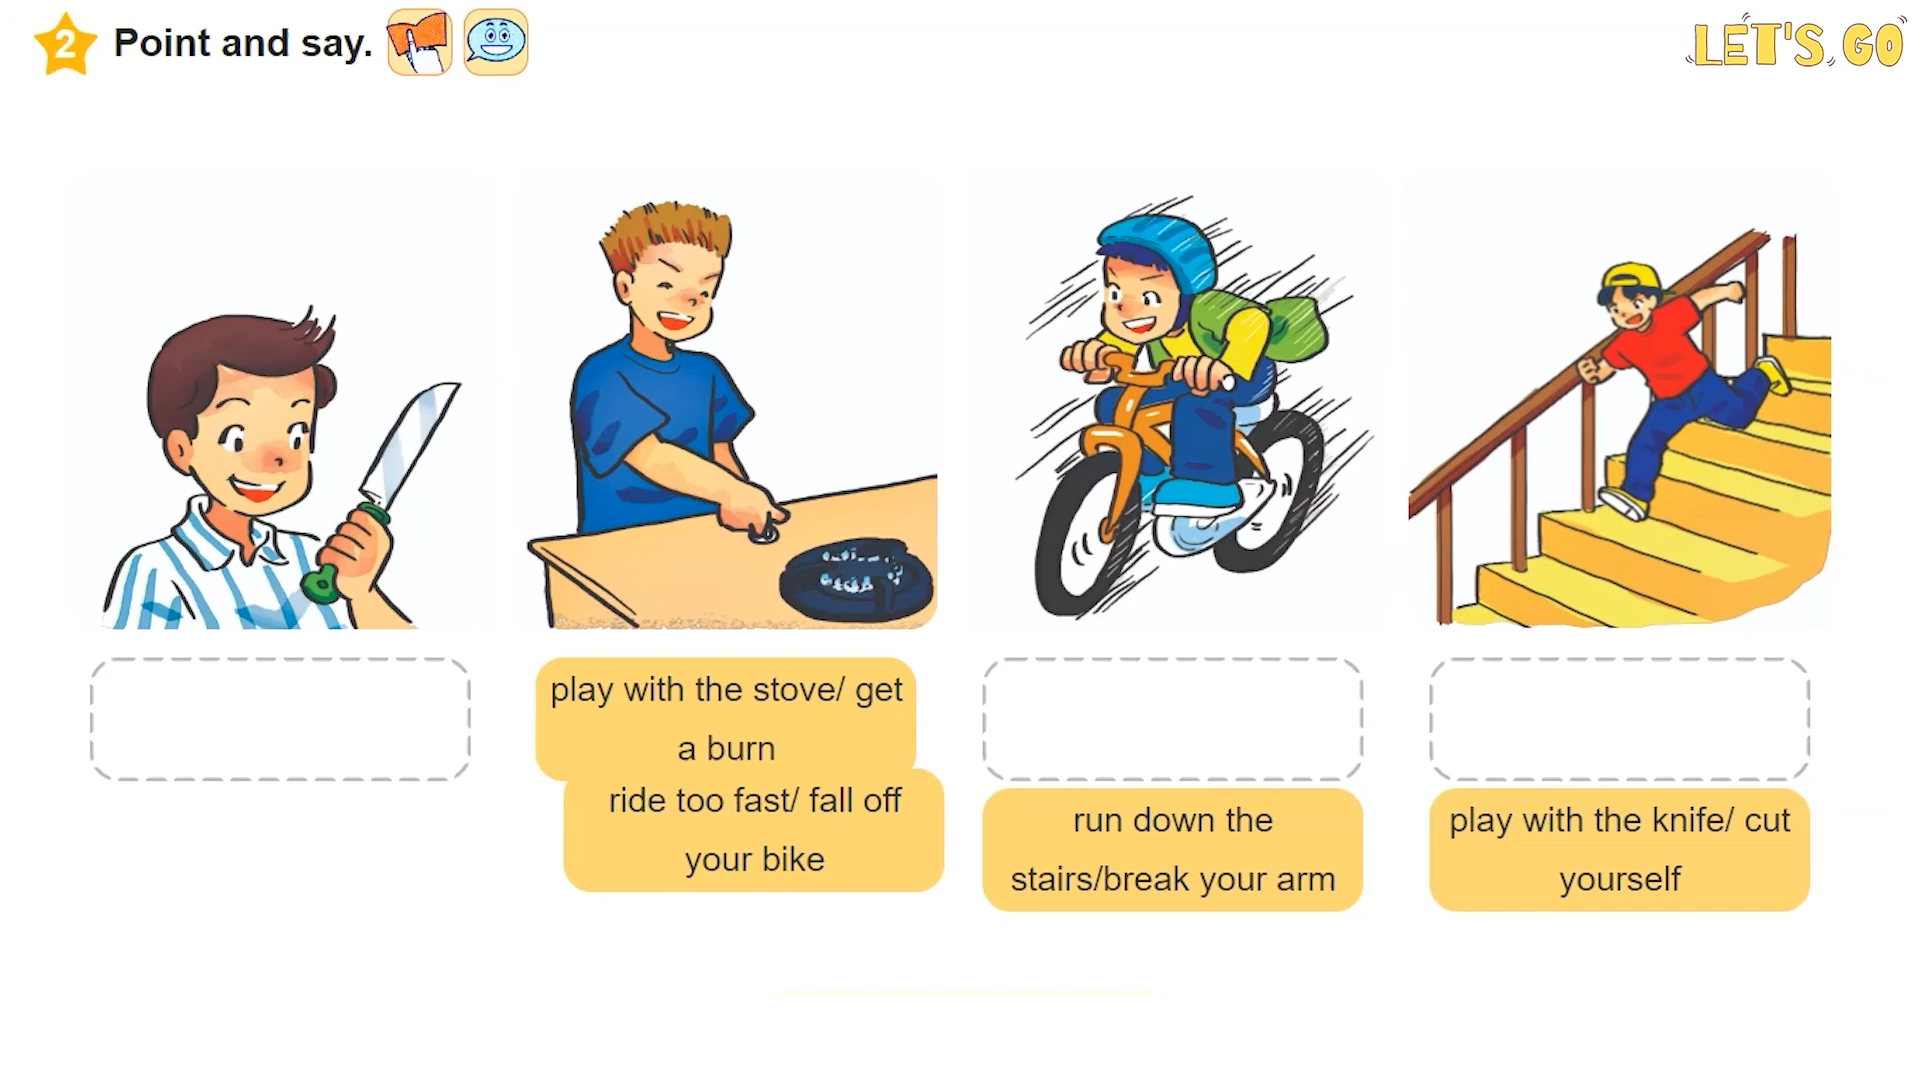 2 Point and say.
LET'S GO
play with the stove/ get
a burn
ride too fast/ fall off
your bike
run down the
stairs/break your arm
play with the knife/ cut
yourself